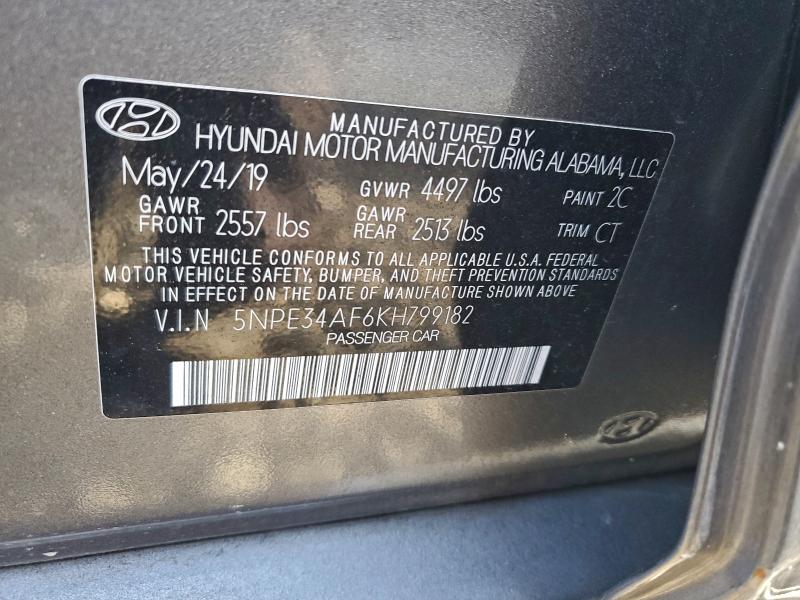 MANUFACTURED BY
HYUNDAI MOTOR MANUFACTURING ALABAMA, LLC
May/24/19 GVWR 4497 lbs PAINT 2C
GAWR FRONT 2557 lbs GAWR REAR 2513 lbs TRIM CT
THIS VEHICLE CONFORMS TO ALL APPLICABLE U.S.A. FEDERAL
MOTOR VEHICLE SAFETY, BUMPER, AND THEFT PREVENTION STANDARDS
IN EFFECT ON THE DATE OF MANUFACTURE SHOWN ABOVE.
V.I.N 5NPE34AF6KH799182
PASSENGER CAR